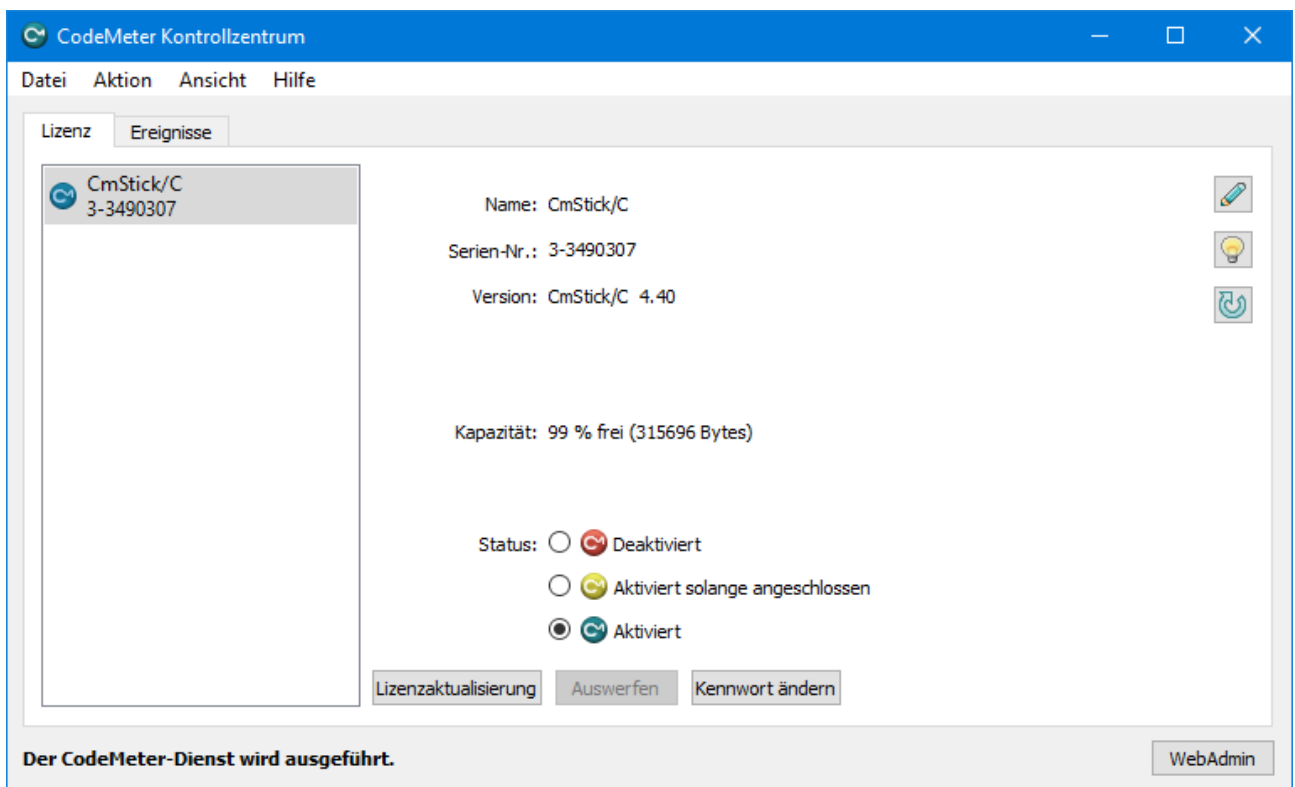 CodeMeter Kontrollzentrum
Datei Aktion Ansicht Hilfe
Lizenz Ereignisse
CmStick/C
3-3490307
Name: CmStick/C
Serien-Nr.: 3-3490307
Version: CmStick/C 4.40
Kapazität: 99 % frei (315696 Bytes)
Status: Deaktiviert
Aktiviert solange angeschlossen
Aktiviert
Lizenzaktualisierung Auswerfen Kennwort ändern
Der CodeMeter-Dienst wird ausgeführt. WebAdmin